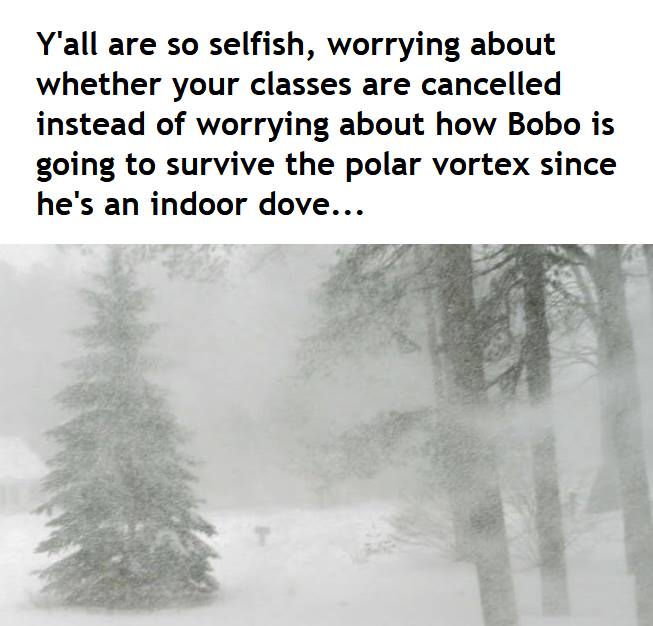 Y'all are so selfish, worrying about
whether your classes are cancelled
instead of worrying about how Bobo is
going to survive the polar vortex since
he's an indoor dove...